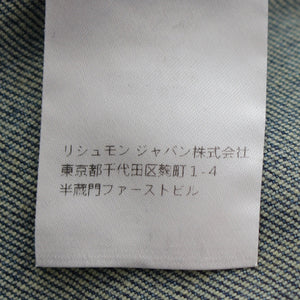 リシュモン ジャパン株式会社
東京都千代田区麹町1-4
半蔵門ファーストビル